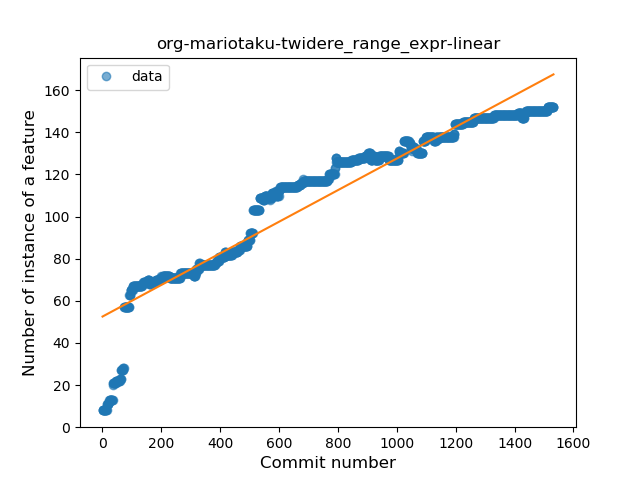 org-mariotaku-twidere_range_expr-linear
data
Number of instance of a feature
160
140
120
100
80
60
40
20
0
0 200 400 600 800 1000 1200 1400 1600
Commit number